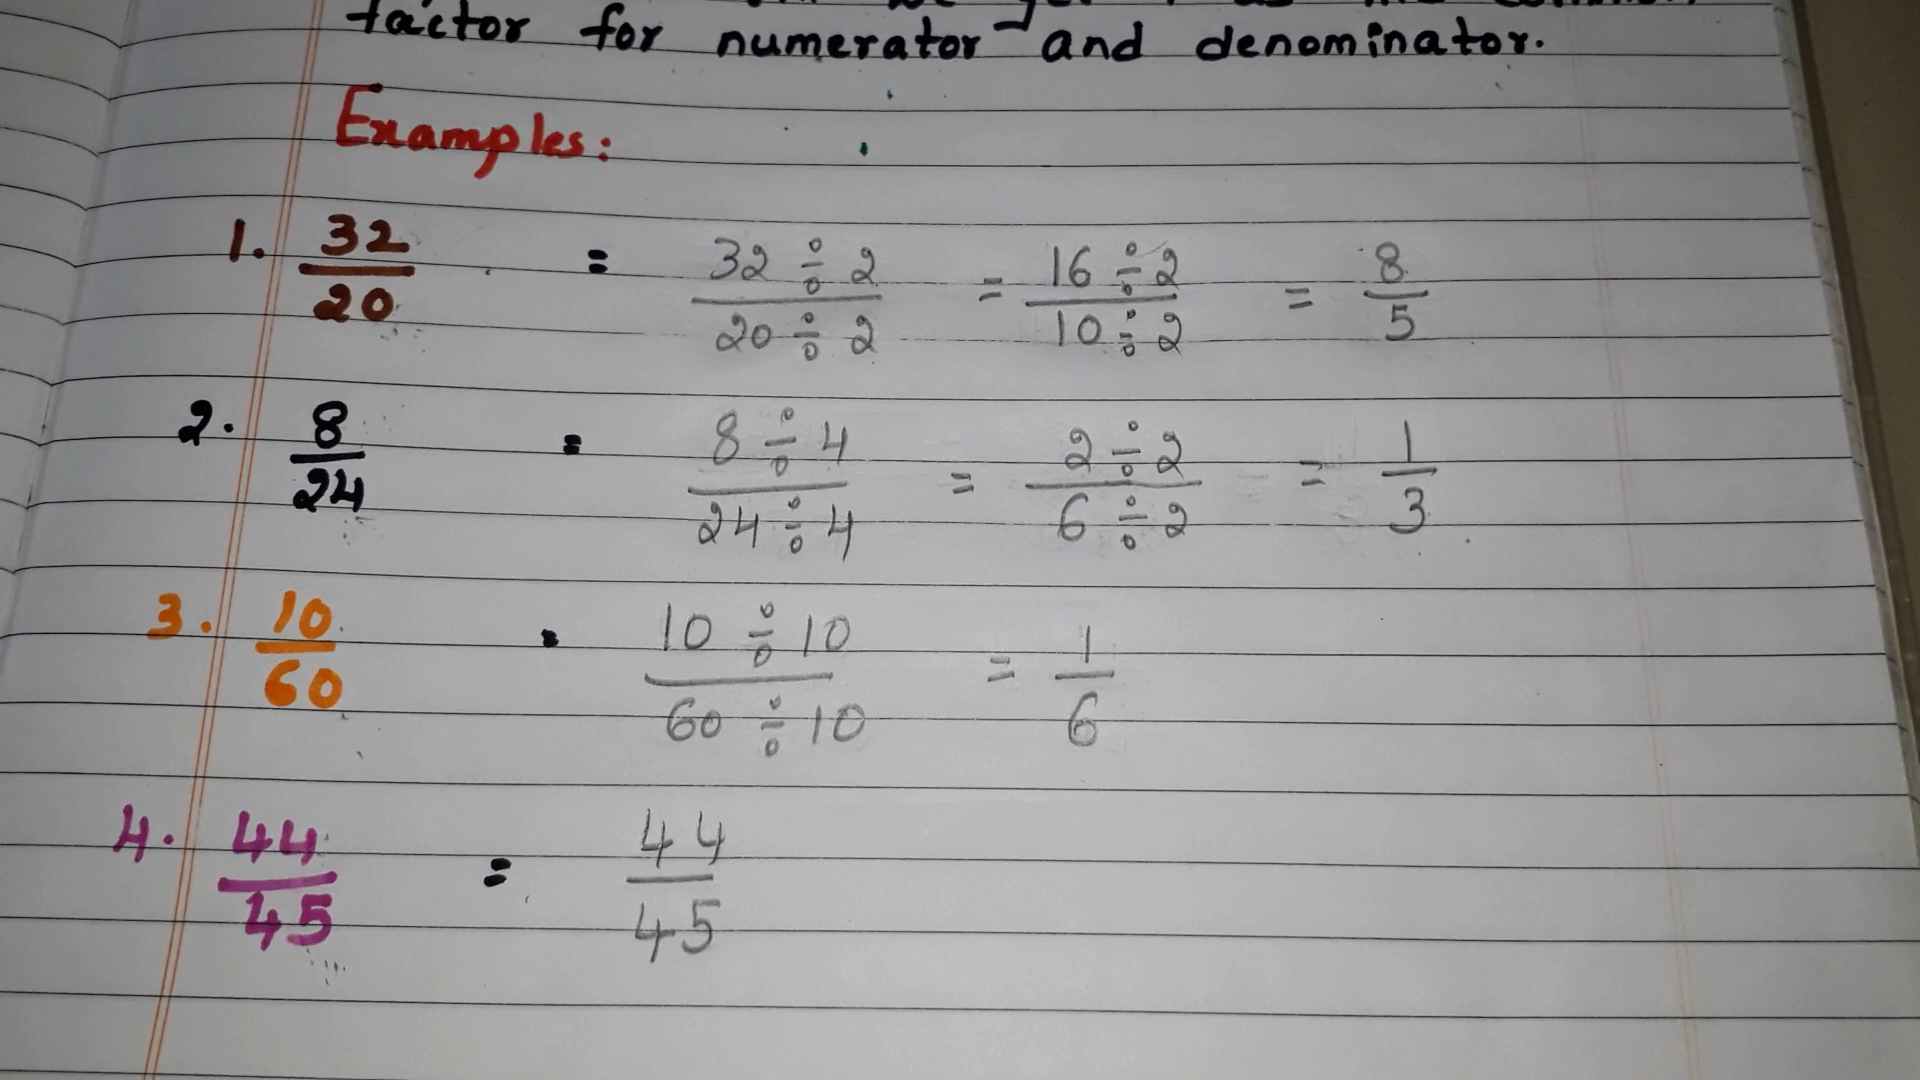 factor for numerator and denominator.
Examples:
1. 32/20 = 32 ÷ 2/20 ÷ 2 = 16 ÷ 2/10 ÷ 2 = 8/5
2. 8/24 = 8 ÷ 4/24 ÷ 4 = 2 ÷ 2/6 ÷ 2 = 1/3
3. 10/60 = 10 ÷ 10/60 ÷ 10 = 1/6
4. 44/45 = 44/45